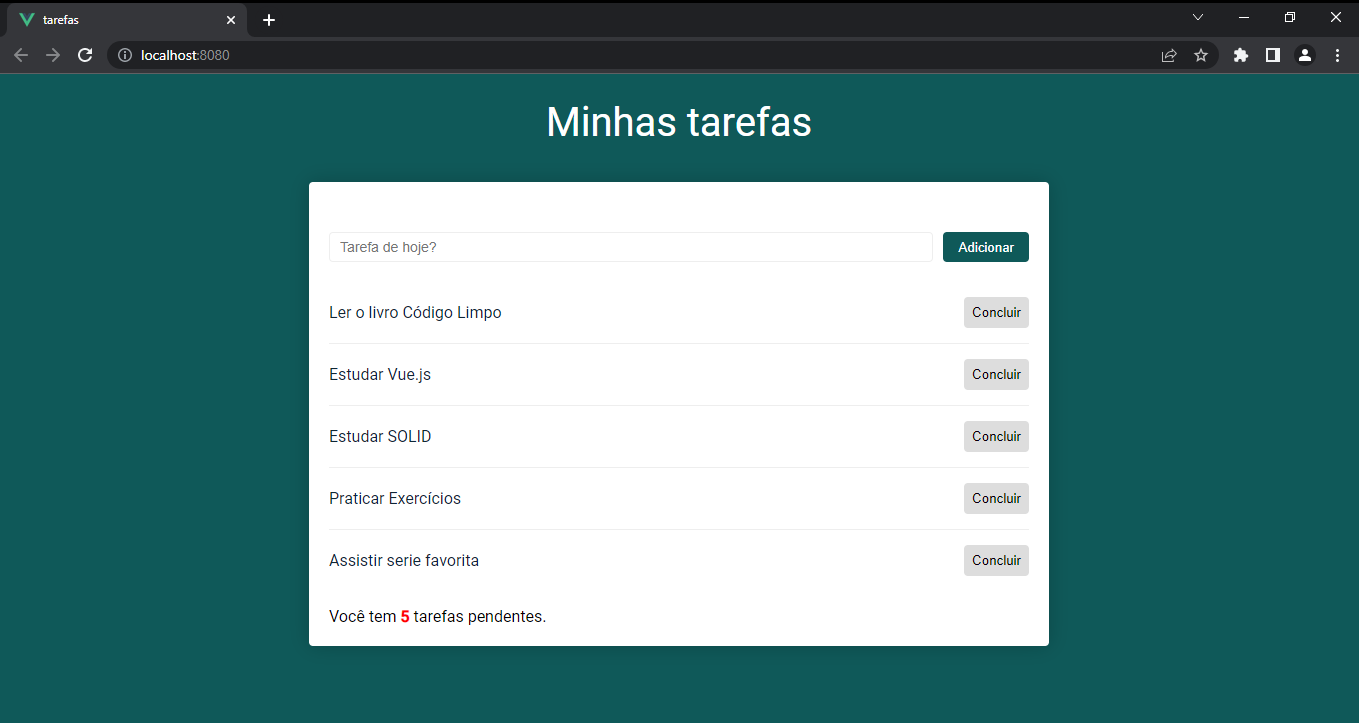 tarefas
localhost:8080
Minhas tarefas
Tarefa de hoje? Adicionar
Ler o livro Código Limpo Concluir
Estudar Vue.js Concluir
Estudar SOLID Concluir
Praticar Exercícios Concluir
Assistir serie favorita Concluir
Você tem 5 tarefas pendentes.